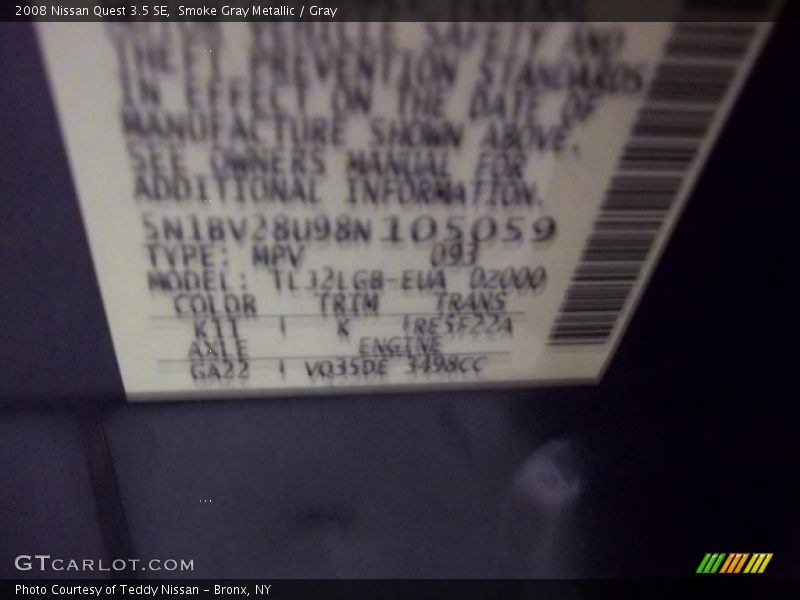 2008 Nissan Quest 3.5 SE, Smoke Gray Metallic / Gray
THEFT PREVENTION STANDARDS
IN EFFECT ON THE DATE OF
MANUFACTURE SHOWN ABOVE.
SEE OWNERS MANUAL FOR
ADDITIONAL INFORMATION.
5N1BV28U98N105059
TYPE: MPV 093
MODEL: TLJ2LGB-EUA 02000
COLOR TRIM TRANS
K11 K RE5F22A
AXLE ENGINE
GA22 VQ35DE 3498CC
GTCARLOT.COM
Photo Courtesy of Teddy Nissan - Bronx, NY